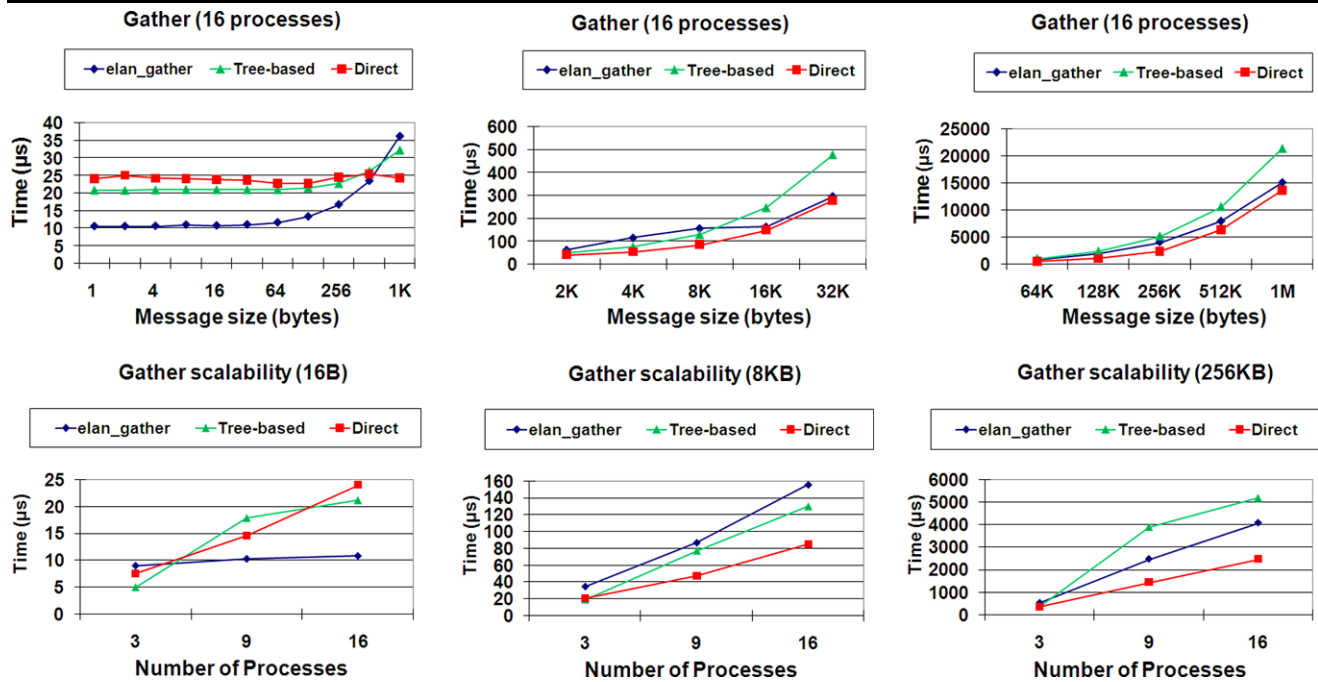 Gather (16 processes)
elan_gather Tree-based Direct
Time (µs)
40
35
30
25
20
15
10
5
0
1 4 16 64 256 1K
Message size (bytes)
Gather (16 processes)
elan_gather Tree-based Direct
Time (µs)
600
500
400
300
200
100
0
2K 4K 8K 16K 32K
Message size (bytes)
Gather (16 processes)
elan_gather Tree-based Direct
Time (µs)
25000
20000
15000
10000
5000
0
64K 128K 256K 512K 1M
Message size (bytes)
Gather scalability (16B)
elan_gather Tree-based Direct
Time (µs)
25
20
15
10
5
0
3 9 16
Number of Processes
Gather scalability (8KB)
elan_gather Tree-based Direct
Time (µs)
160
140
120
100
80
60
40
20
0
3 9 16
Number of Processes
Gather scalability (256KB)
elan_gather Tree-based Direct
Time (µs)
6000
5000
4000
3000
2000
1000
0
3 9 16
Number of Processes